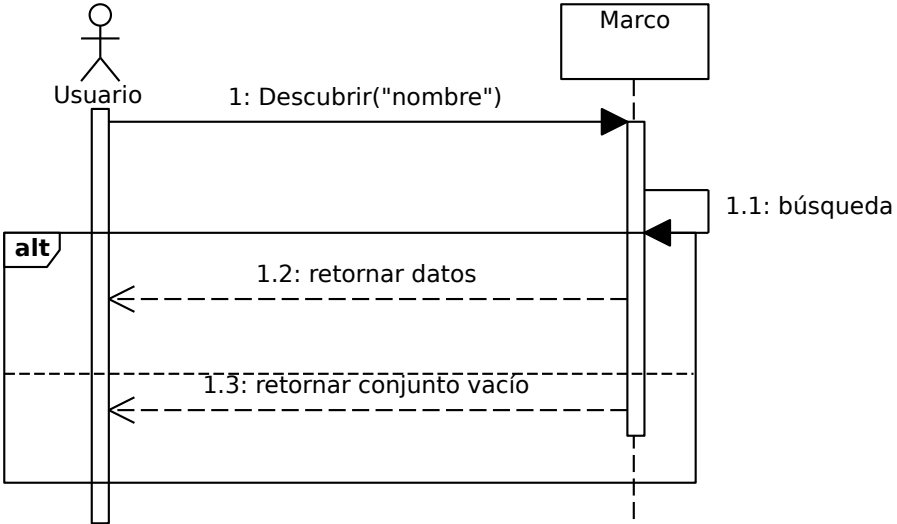 Marco
Usuario
1: Descubrir("nombre")
1.1: búsqueda
alt
1.2: retornar datos
1.3: retornar conjunto vacío